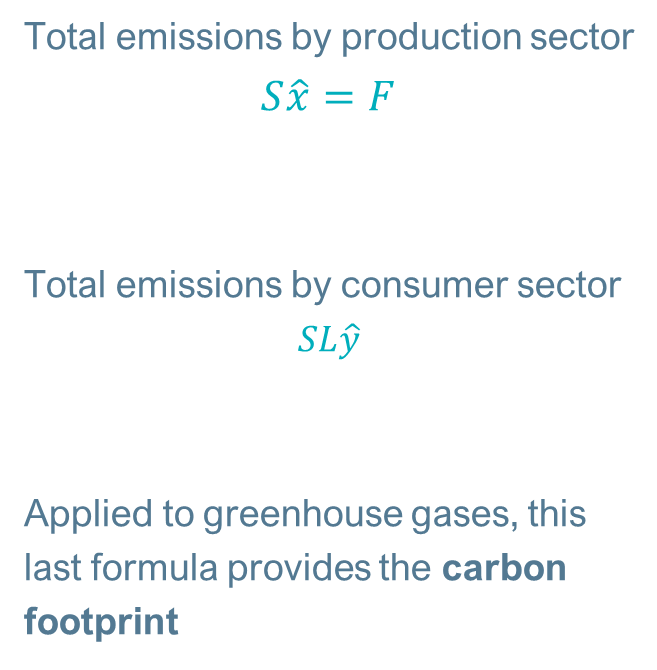 Total emissions by production sector
Sx̂ = F
Total emissions by consumer sector
SLŷ
Applied to greenhouse gases, this
last formula provides the carbon
footprint